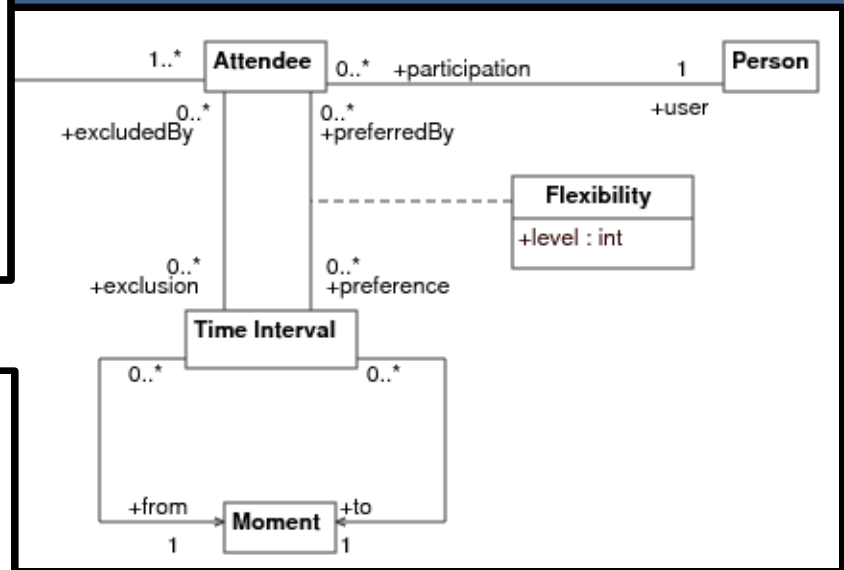 1..* Attendee 0..* +participation 1 Person
+user
0..* 0..*
+excludedBy +preferredBy
Flexibility
+level : int
0..* 0..*
+exclusion +preference
Time Interval
0..* 0..*
+from +to
Moment
1 1